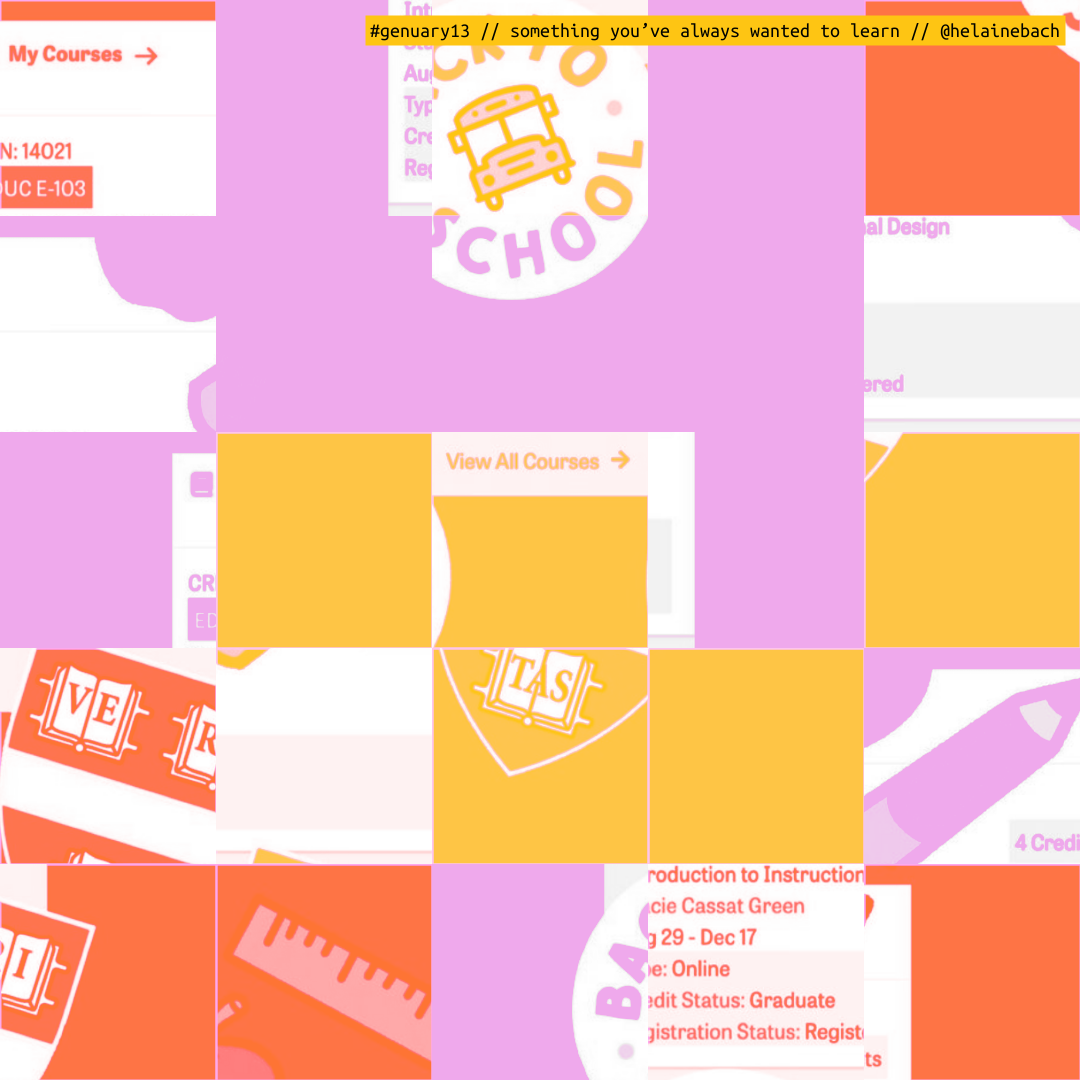 #genuary13 // something you’ve always wanted to learn // @helainebach
My Courses →
N: 14021
UC E-103
Int
Sta
Aug
Typ
Cre
Reg
CK TO
SCHOOL
al Design
ered
CR
ED
View All Courses →
VE
R
TAS
4 Credi
RI
BA
roduction to Instruction
cie Cassat Green
g 29 - Dec 17
e: Online
edit Status: Graduate
gistration Status: Registe
ts